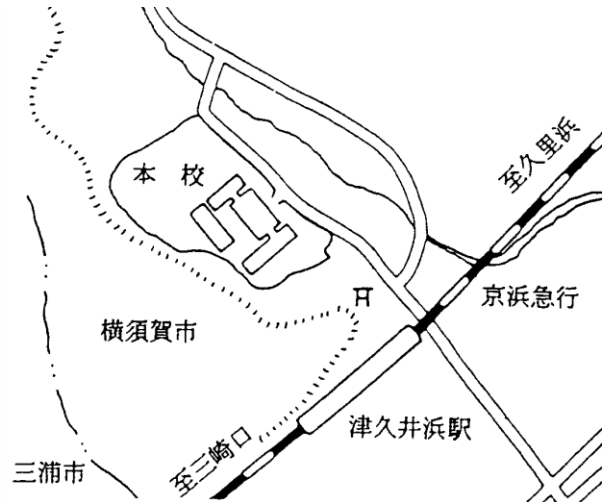 至久里浜
本校
京浜急行
横須賀市
津久井浜駅
至三崎口
三浦市